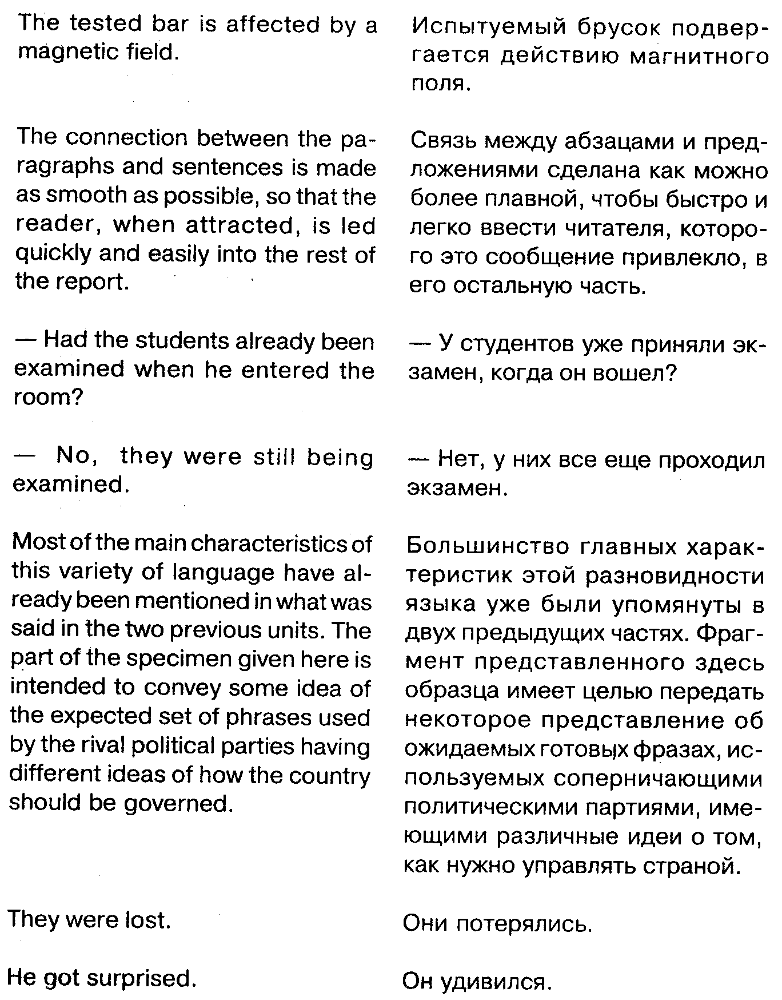 The tested bar is affected by a
magnetic field.
Испытуемый брусок подвер-
гается действию магнитного
поля.
The connection between the pa-
ragraphs and sentences is made
as smooth as possible, so that the
reader, when attracted, is led
quickly and easily into the rest of
the report.
Связь между абзацами и пред-
ложениями сделана как можно
более плавной, чтобы быстро и
легко ввести читателя, которо-
го это сообщение привлекло, в
его остальную часть.
— Had the students already been
examined when he entered the
room?
— У студентов уже приняли эк-
замен, когда он вошел?
— No, they were still being
examined.
— Нет, у них все еще проходил
экзамен.
Most of the main characteristics of
this variety of language have al-
ready been mentioned in what was
said in the two previous units. The
part of the specimen given here is
intended to convey some idea of
the expected set of phrases used
by the rival political parties having
different ideas of how the country
should be governed.
Большинство главных харак-
теристик этой разновидности
языка уже были упомянуты в
двух предыдущих частях. Фраг-
мент представленного здесь
образца имеет целью передать
некоторое представление об
ожидаемых готовых фразах, ис-
пользуемых соперничающими
политическими партиями, име-
ющими различные идеи о том,
как нужно управлять страной.
They were lost.
Они потерялись.
He got surprised.
Он удивился.